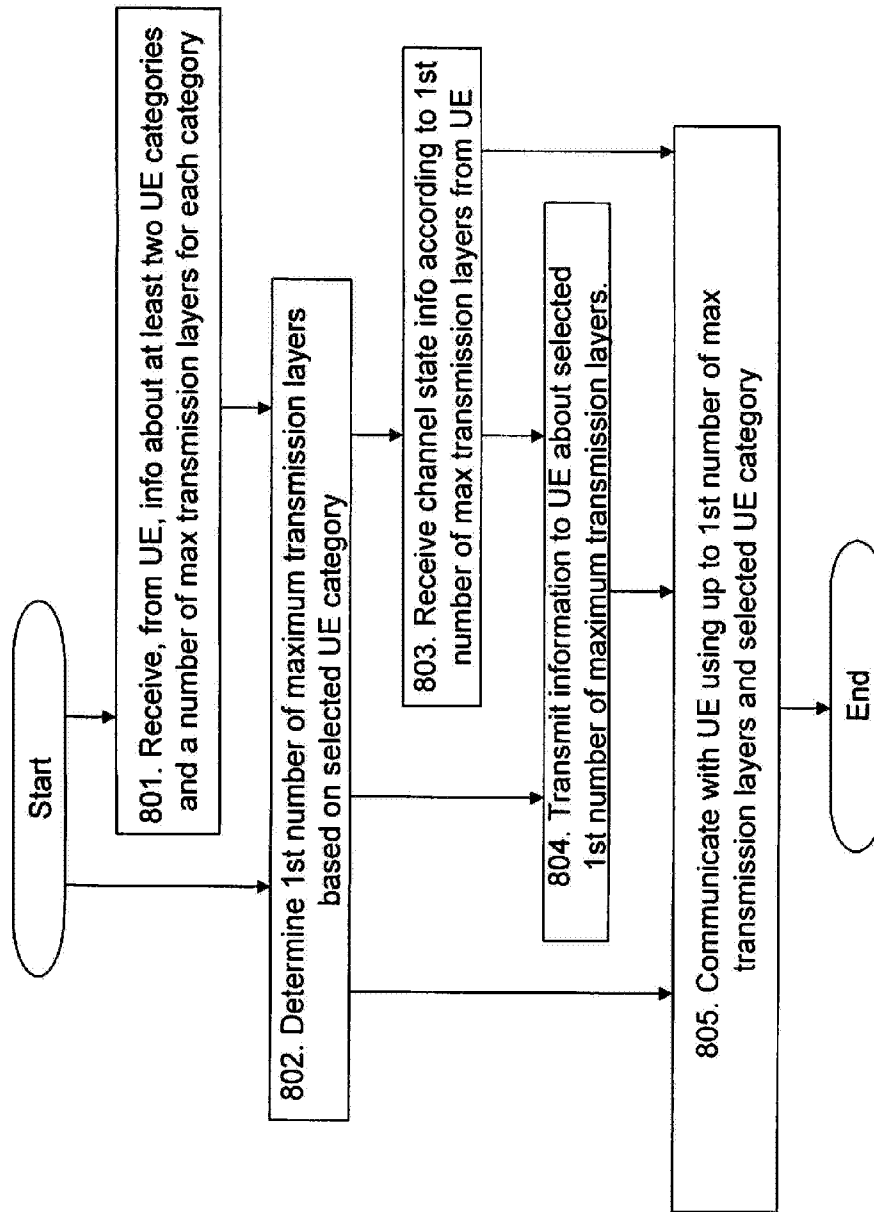 Start
801. Receive, from UE, info about at least two UE categories
and a number of max transmission layers for each category
802. Determine 1st number of maximum transmission layers
based on selected UE category
803. Receive channel state info according to 1st
number of max transmission layers from UE
804. Transmit information to UE about selected
1st number of maximum transmission layers.
805. Communicate with UE using up to 1st number of max
transmission layers and selected UE category
End